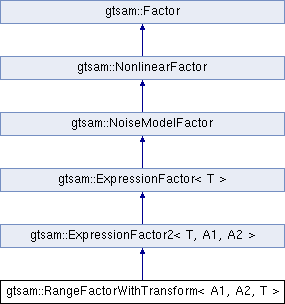 gtsam::Factor
gtsam::NonlinearFactor
gtsam::NoiseModelFactor
gtsam::ExpressionFactor< T >
gtsam::ExpressionFactor2< T, A1, A2 >
gtsam::RangeFactorWithTransform< A1, A2, T >